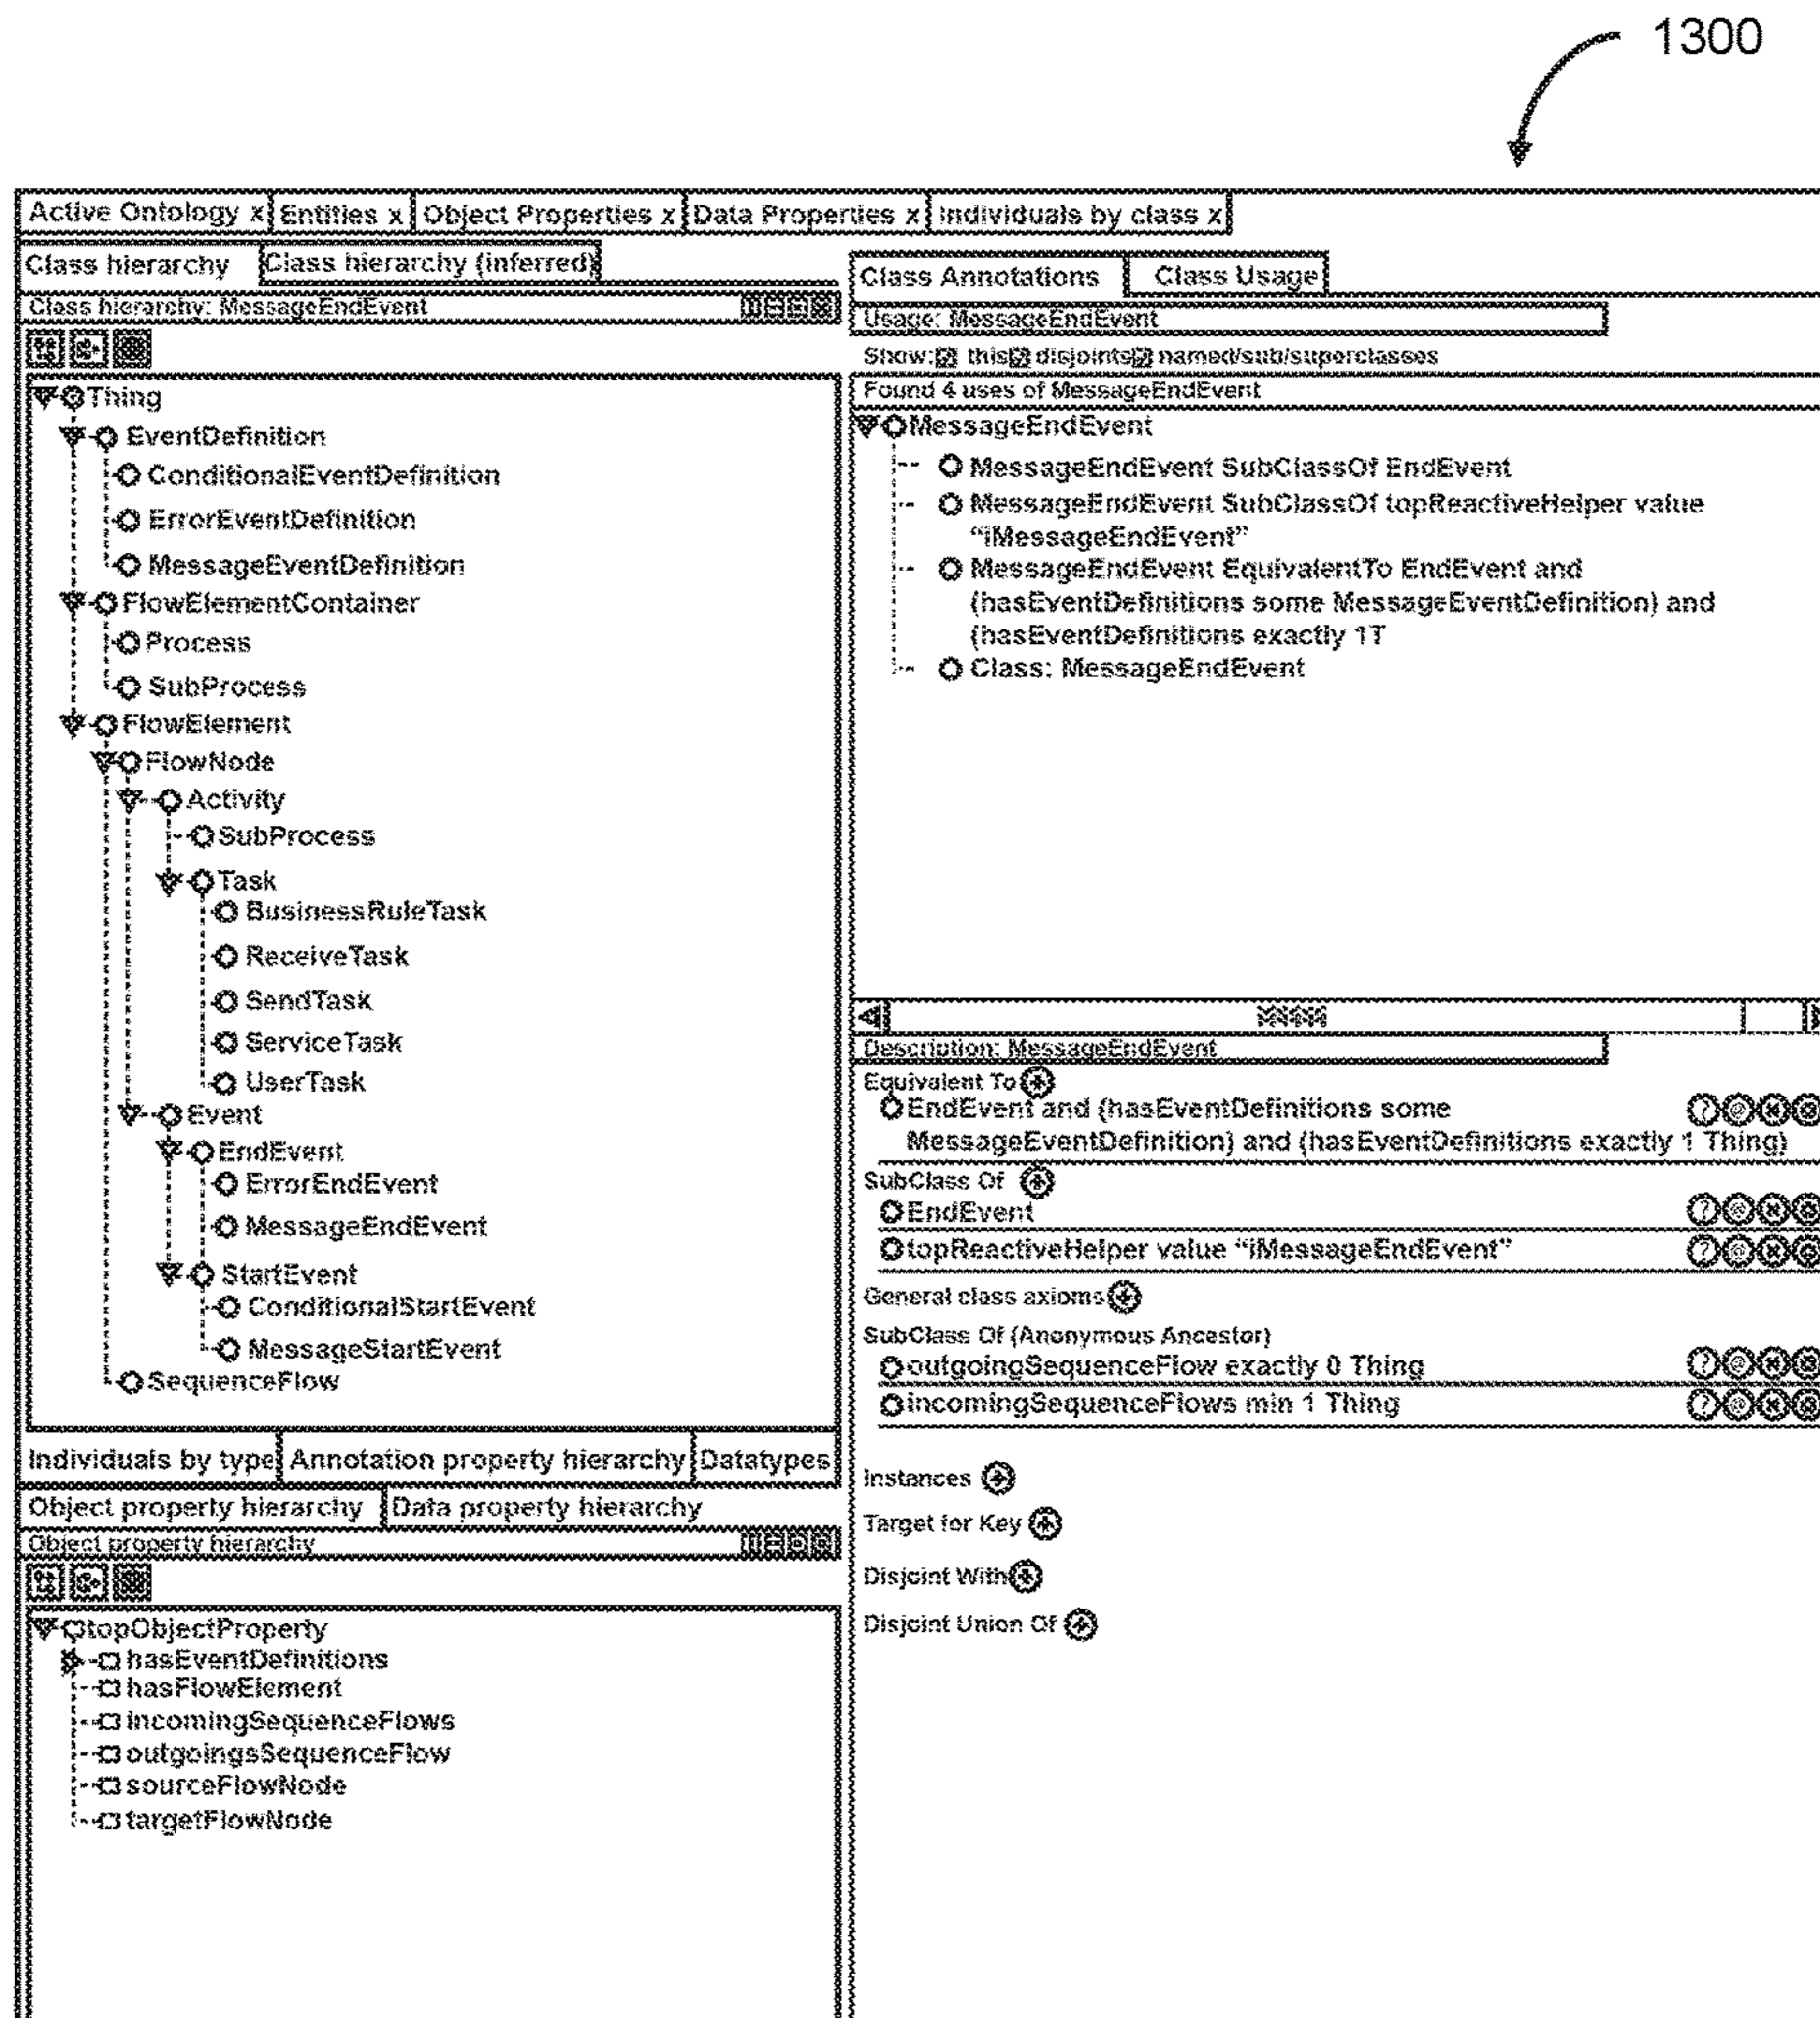 1300
Active Ontology x Entities x Object Properties x Data Properties x Individuals by class x
Class hierarchy Class hierarchy (inferred)
Class hierarchy: MessageEndEvent
Thing
EventDefinition
ConditionalEventDefinition
ErrorEventDefinition
MessageEventDefinition
FlowElementContainer
Process
SubProcess
FlowElement
FlowNode
Activity
SubProcess
Task
BusinessRuleTask
ReceiveTask
SendTask
ServiceTask
UserTask
Event
EndEvent
ErrorEndEvent
MessageEndEvent
StartEvent
ConditionalStartEvent
MessageStartEvent
SequenceFlow
Individuals by type Annotation property hierarchy Datatypes
Object property hierarchy Data property hierarchy
Object property hierarchy
topObjectProperty
hasEventDefinitions
hasFlowElement
incomingSequenceFlows
outgoingsSequenceFlow
sourceFlowNode
targetFlowNode
Class Annotations Class Usage
Usage: MessageEndEvent
Show: this disjoints named/sub/superclasses
Found 4 uses of MessageEndEvent
MessageEndEvent
MessageEndEvent SubClassOf EndEvent
MessageEndEvent SubClassOf topReactiveHelper value
“iMessageEndEvent”
MessageEndEvent EquivalentTo EndEvent and
(hasEventDefinitions some MessageEventDefinition) and
(hasEventDefinitions exactly 1T
Class: MessageEndEvent
Description: MessageEndEvent
Equivalent To
EndEvent and (hasEventDefinitions some
MessageEventDefinition) and (hasEventDefinitions exactly 1 Thing)
SubClass Of
EndEvent
topReactiveHelper value “iMessageEndEvent”
General class axioms
SubClass Of (Anonymous Ancestor)
outgoingSequenceFlow exactly 0 Thing
incomingSequenceFlows min 1 Thing
Instances
Target for Key
Disjoint With
Disjoint Union Of